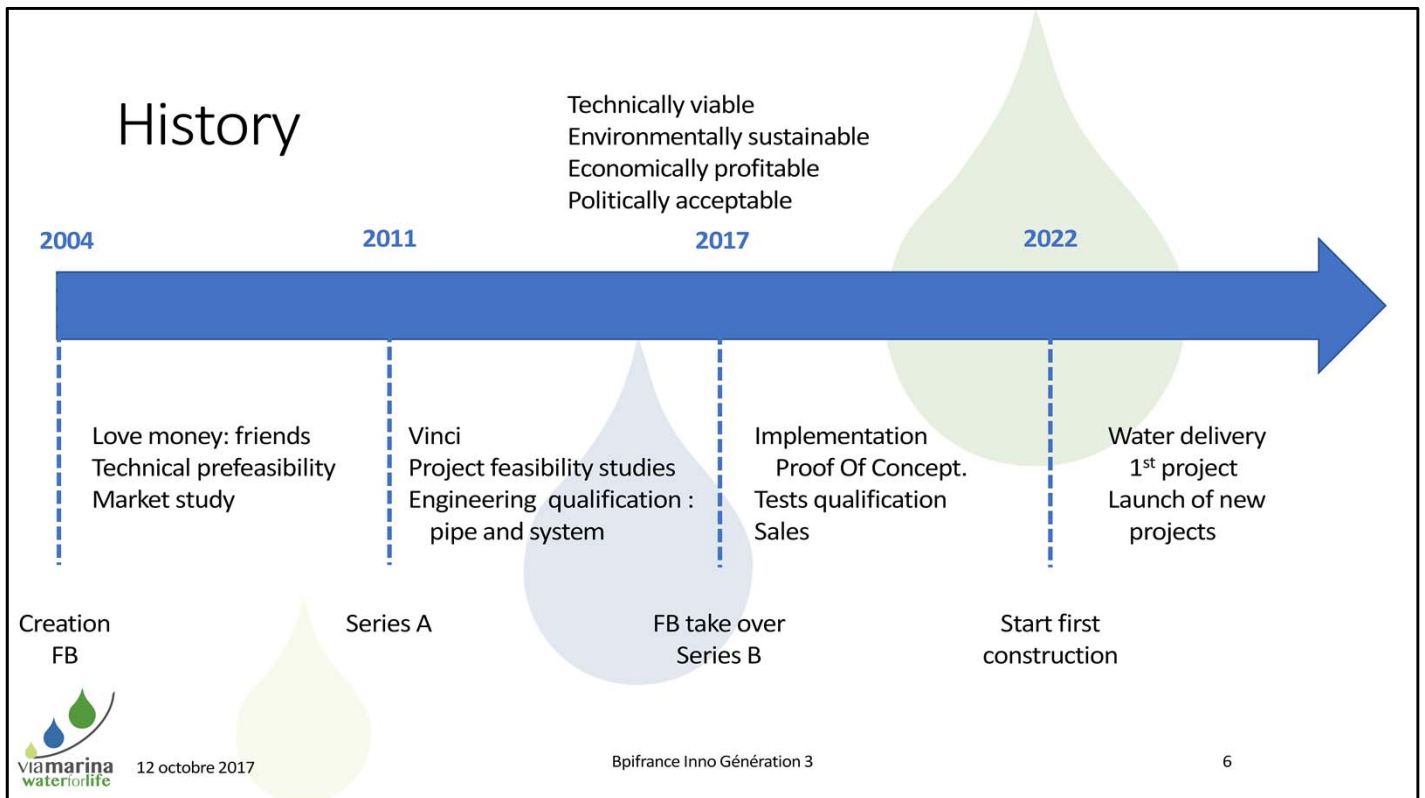 History
Technically viable
Environmentally sustainable
Economically profitable
Politically acceptable
2004
2011
2017
2022
Love money: friends
Technical prefeasibility
Market study
Vinci
Project feasibility studies
Engineering qualification :
pipe and system
Implementation
Proof Of Concept.
Tests qualification
Sales
Water delivery
1st project
Launch of new
projects
Creation
FB
Series A
FB take over
Series B
Start first
construction
viamarina
waterforlife
12 octobre 2017
Bpifrance Inno Génération 3
6